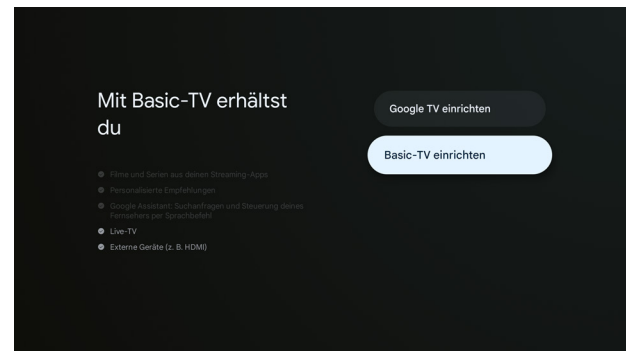 Mit Basic-TV erhältst
du
Filme und Serien aus deinen Streaming-Apps
Personalisierte Empfehlungen
Google Assistant: Suchanfragen und Steuerung deines
Fernsehers per Sprachbefehl
Live-TV
Externe Geräte (z. B. HDMI)
Google TV einrichten
Basic-TV einrichten